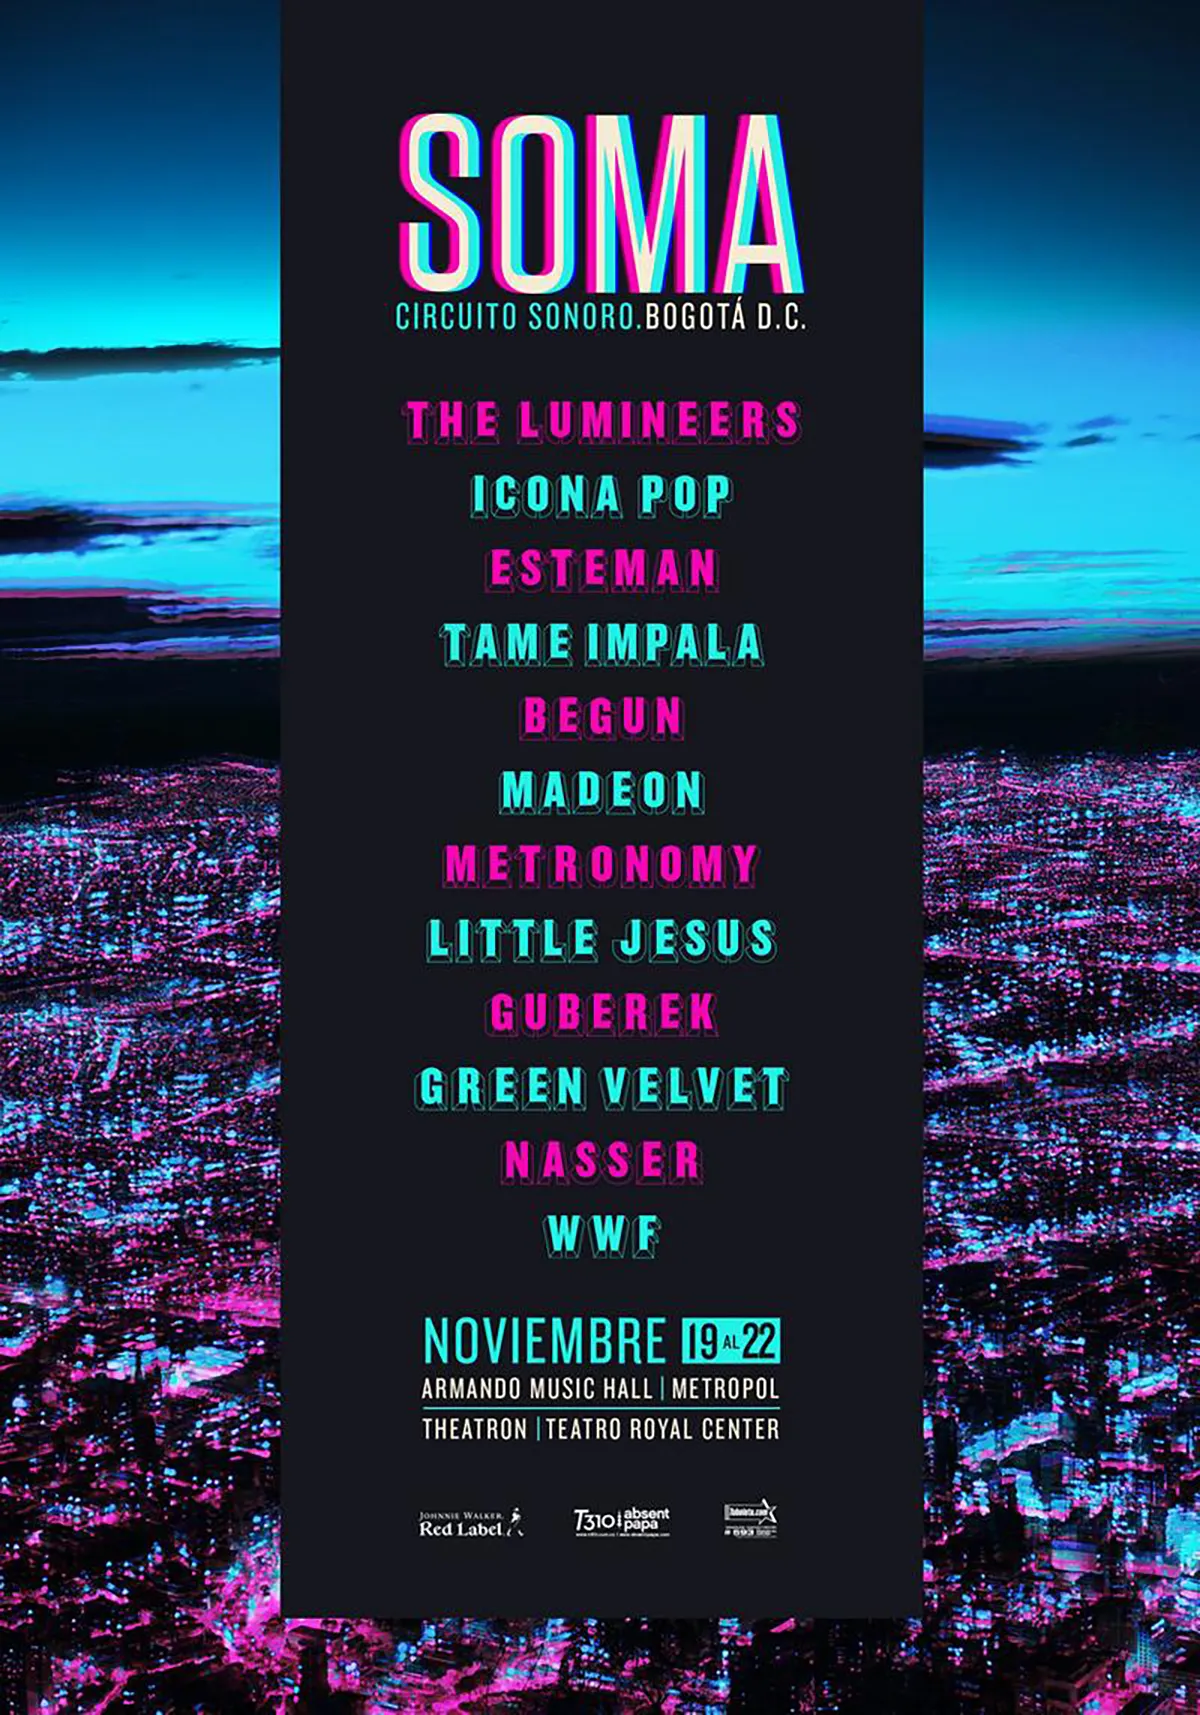 SOMA
CIRCUITO SONORO.BOGOTÁ D.C.
THE LUMINEERS
ICONA POP
ESTEMAN
TAME IMPALA
BEGUN
MADEON
METRONOMY
LITTLE JESUS
GUBEREK
GREEN VELVET
NASSER
WWF
NOVIEMBRE 19 AL 22
ARMANDO MUSIC HALL | METROPOL
THEATRON | TEATRO ROYAL CENTER
JOHNNIE WALKER.
Red Label
T310 absent
papa